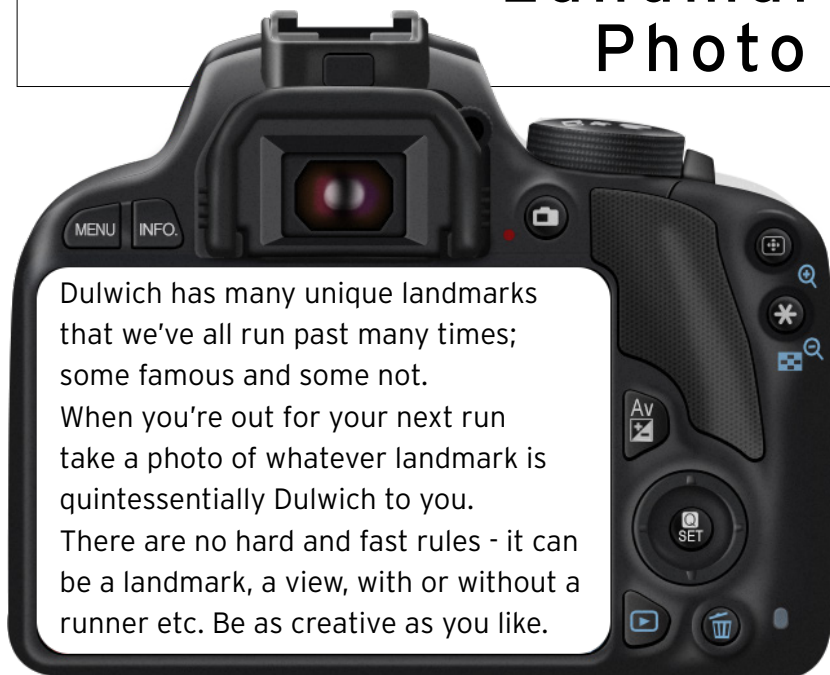 Photo
MENU INFO.
Dulwich has many unique landmarks
that we've all run past many times;
some famous and some not.
When you're out for your next run
take a photo of whatever landmark is
quintessentially Dulwich to you.
There are no hard and fast rules - it can
be a landmark, a view, with or without a
runner etc. Be as creative as you like.
Av
Q
SET